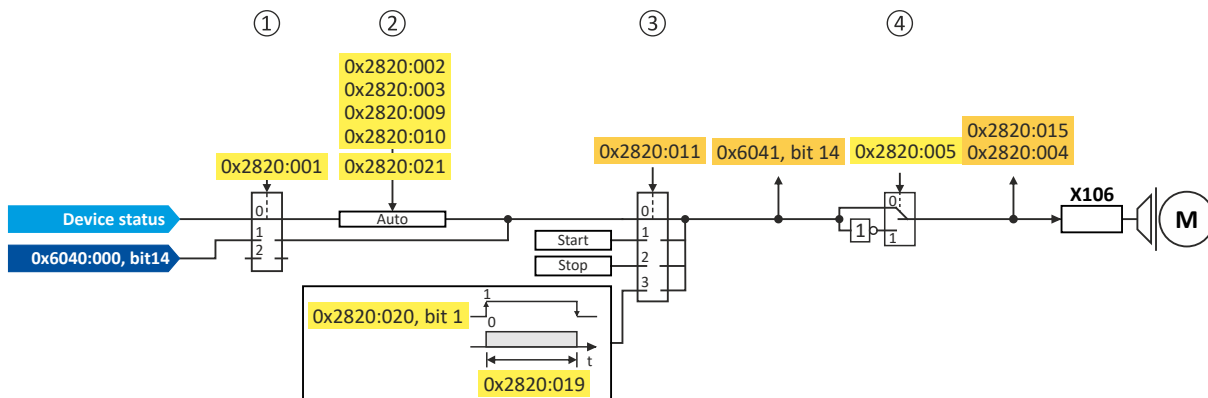 ① ② ③ ④
0x2820:002
0x2820:003
0x2820:009
0x2820:010
0x2820:001
0x2820:021
0x2820:011
0x6041, bit 14
0x2820:005
0x2820:015
0x2820:004
Device status
0
Auto
0
0
X106
M
0x6040:000, bit14
1
2
Start
1
Stop
2
3
1
1
0x2820:020, bit 1
1
0
t
0x2820:019